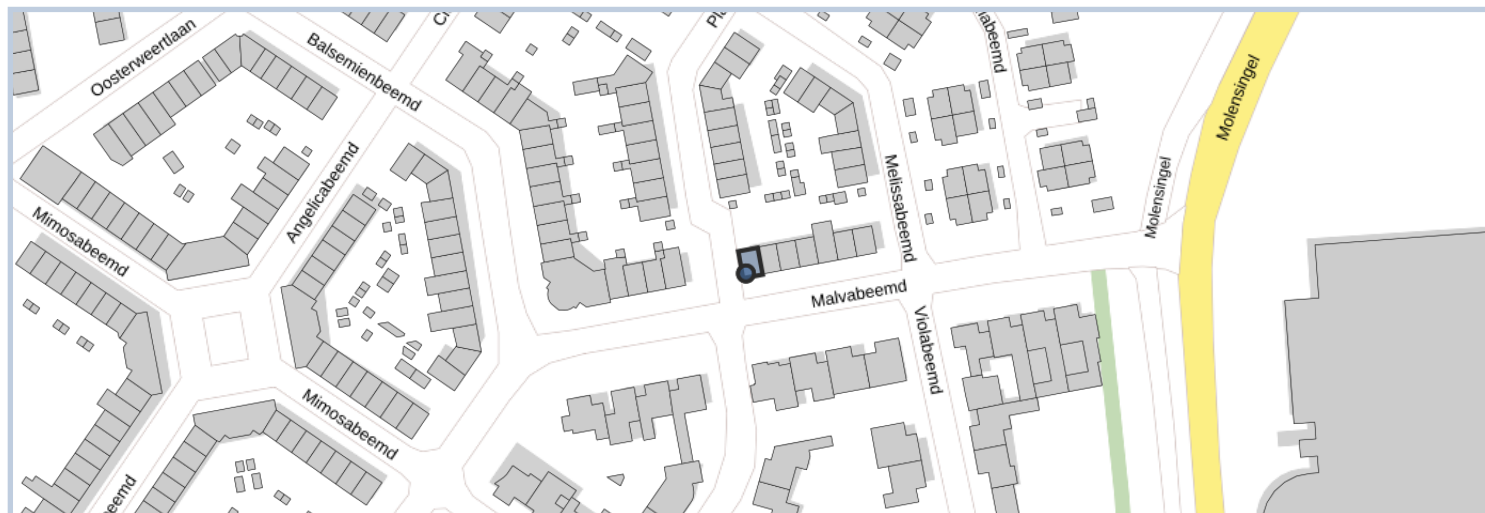 Oosterweertlaan
Balsemienbeemd
Molensingel
Angelicabeemd
Melissabeemd
Molensingel
Mimosabeemd
Malvabeemd
Violabeemd
Mimosabeemd